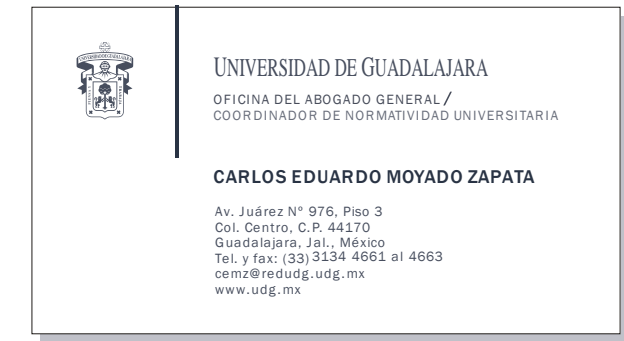 UNIVERSIDAD DE GUADALAJARA
OFICINA DEL ABOGADO GENERAL /
COORDINADOR DE NORMATIVIDAD UNIVERSITARIA
CARLOS EDUARDO MOYADO ZAPATA
Av. Juárez Nº 976, Piso 3
Col. Centro, C.P. 44170
Guadalajara, Jal., México
Tel. y fax: (33) 3134 4661 al 4663
cemz@redudg.udg.mx
www.udg.mx